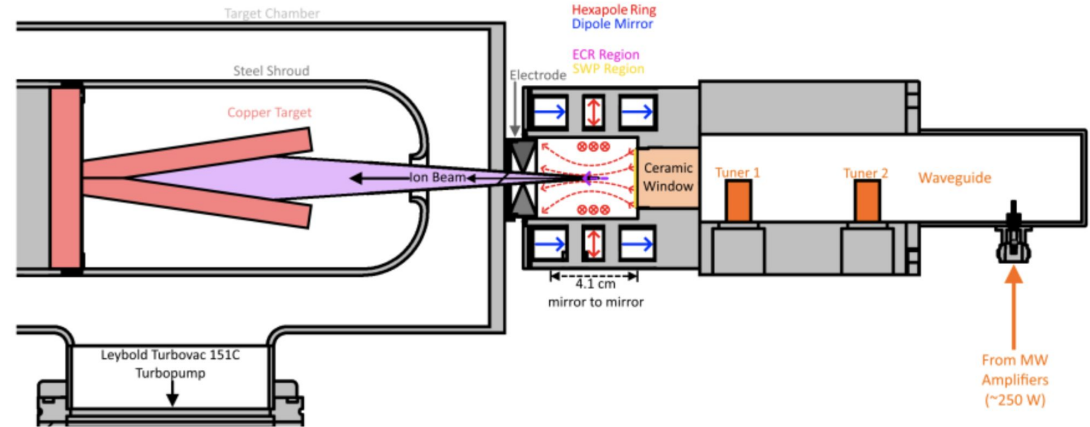 Target Chamber
Steel Shroud
Copper Target
Ion Beam
Electrode
Hexapole Ring
Dipole Mirror
ECR Region
SWP Region
Ceramic
Window
4.1 cm
mirror to mirror
Tuner 1
Tuner 2
Waveguide
From MW
Amplifiers
(~250 W)
Leybold Turbovac 151C
Turbopump